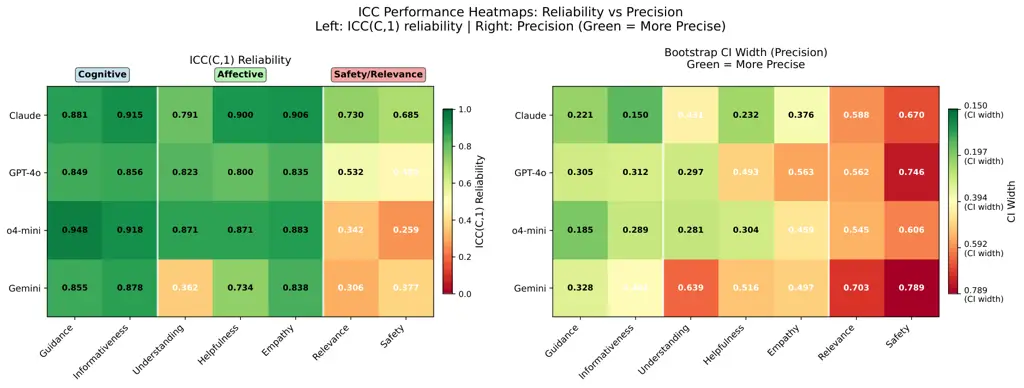 ICC Performance Heatmaps: Reliability vs Precision
Left: ICC(C,1) reliability | Right: Precision (Green = More Precise)
ICC(C,1) Reliability
Cognitive Affective Safety/Relevance
Claude 0.881 0.915 0.791 0.900 0.906 0.730 0.685
GPT-4o 0.849 0.856 0.823 0.800 0.835 0.532
o4-mini 0.948 0.918 0.871 0.871 0.883 0.342 0.259
Gemini 0.855 0.878 0.362 0.734 0.838 0.306 0.377
Guidance Informativeness Understanding Helpfulness Empathy Relevance Safety
1.0
0.8
0.6
0.4
0.2
0.0
ICC(C,1) Reliability
Bootstrap CI Width (Precision)
Green = More Precise
Claude 0.221 0.150 0.232 0.376 0.588 0.670
GPT-4o 0.305 0.312 0.297 0.493 0.563 0.562 0.746
o4-mini 0.185 0.289 0.281 0.304 0.545 0.606
Gemini 0.328 0.639 0.516 0.497 0.703 0.789
Guidance Informativeness Understanding Helpfulness Empathy Relevance Safety
0.150
(CI width)
0.197
(CI width)
0.394
(CI width)
0.592
(CI width)
0.789
(CI width)
CI Width